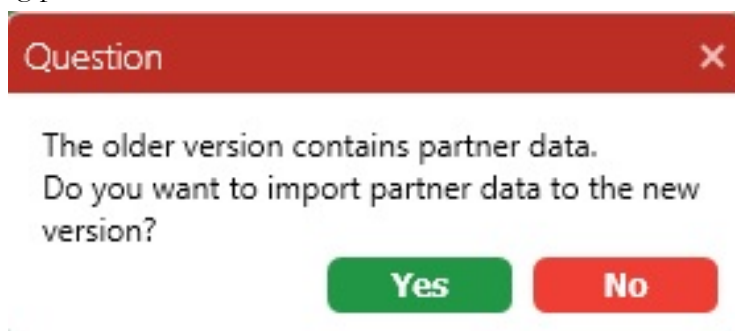 Question
The older version contains partner data.
Do you want to import partner data to the new
version?
Yes No